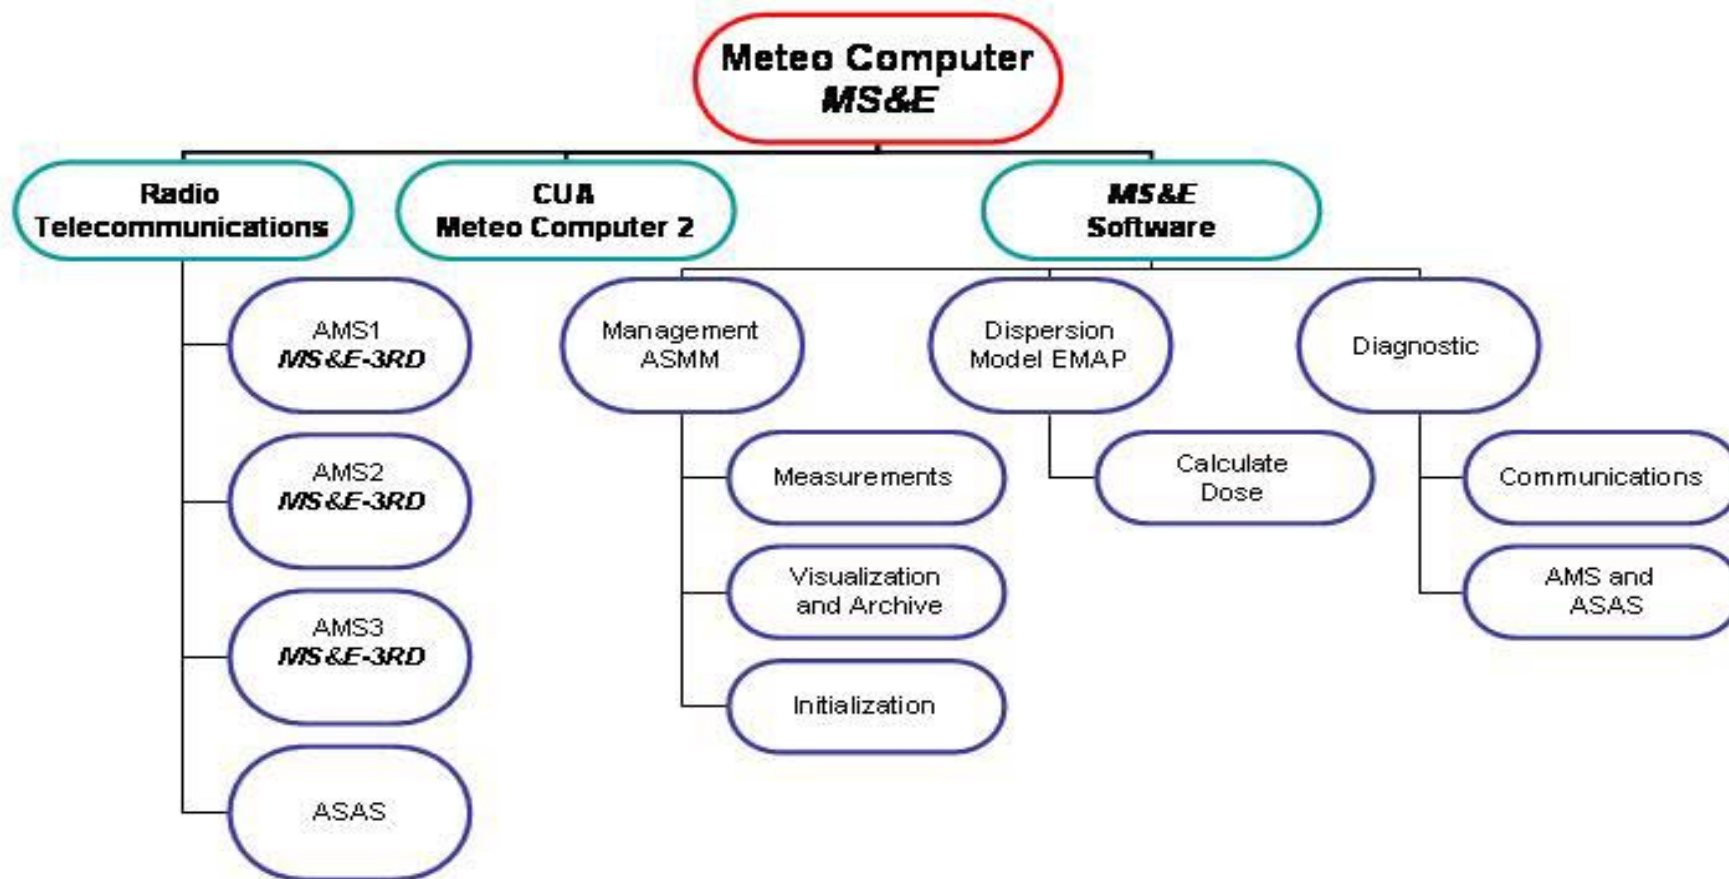 Meteo Computer
MS&E
Radio
Telecommunications
CUA
Meteo Computer 2
MS&E
Software
AMS1
MS&E-3RD
AMS2
MS&E-3RD
AMS3
MS&E-3RD
ASAS
Management
ASMM
Measurements
Visualization
and Archive
Initialization
Dispersion
Model EMAP
Calculate
Dose
Diagnostic
Communications
AMS and
ASAS